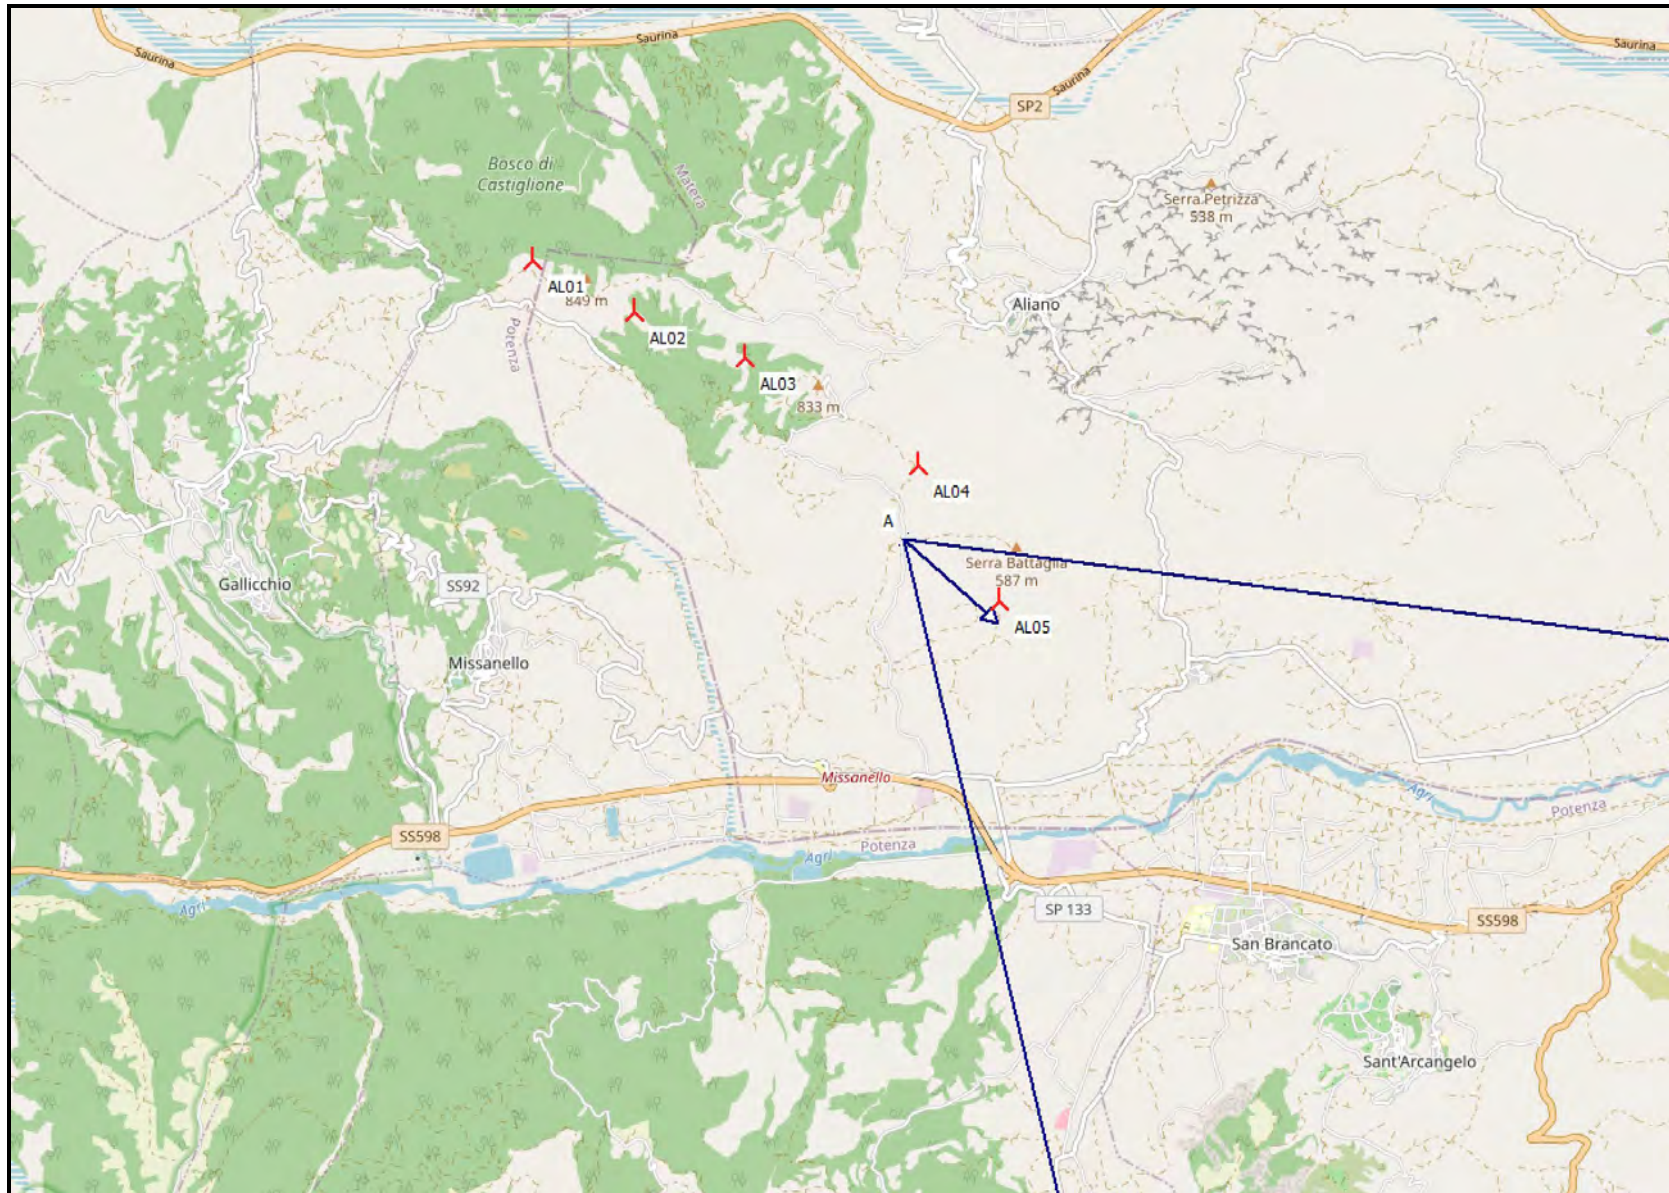 Saurina
Saurina
Saurina
Saurina
SP2
Bosco di
Castiglione
Matera
Serra Petrizza
538 m
AL01
849 m
Aliano
Potenza
AL02
AL03
833 m
AL04
A
Serra Battaglia
587 m
Gallicchio
SS92
AL05
Missanello
Missanello
Agri
Potenza
SS598
Potenza
Agri
Agri
SP 133
SS598
San Brancato
Sant'Arcangelo